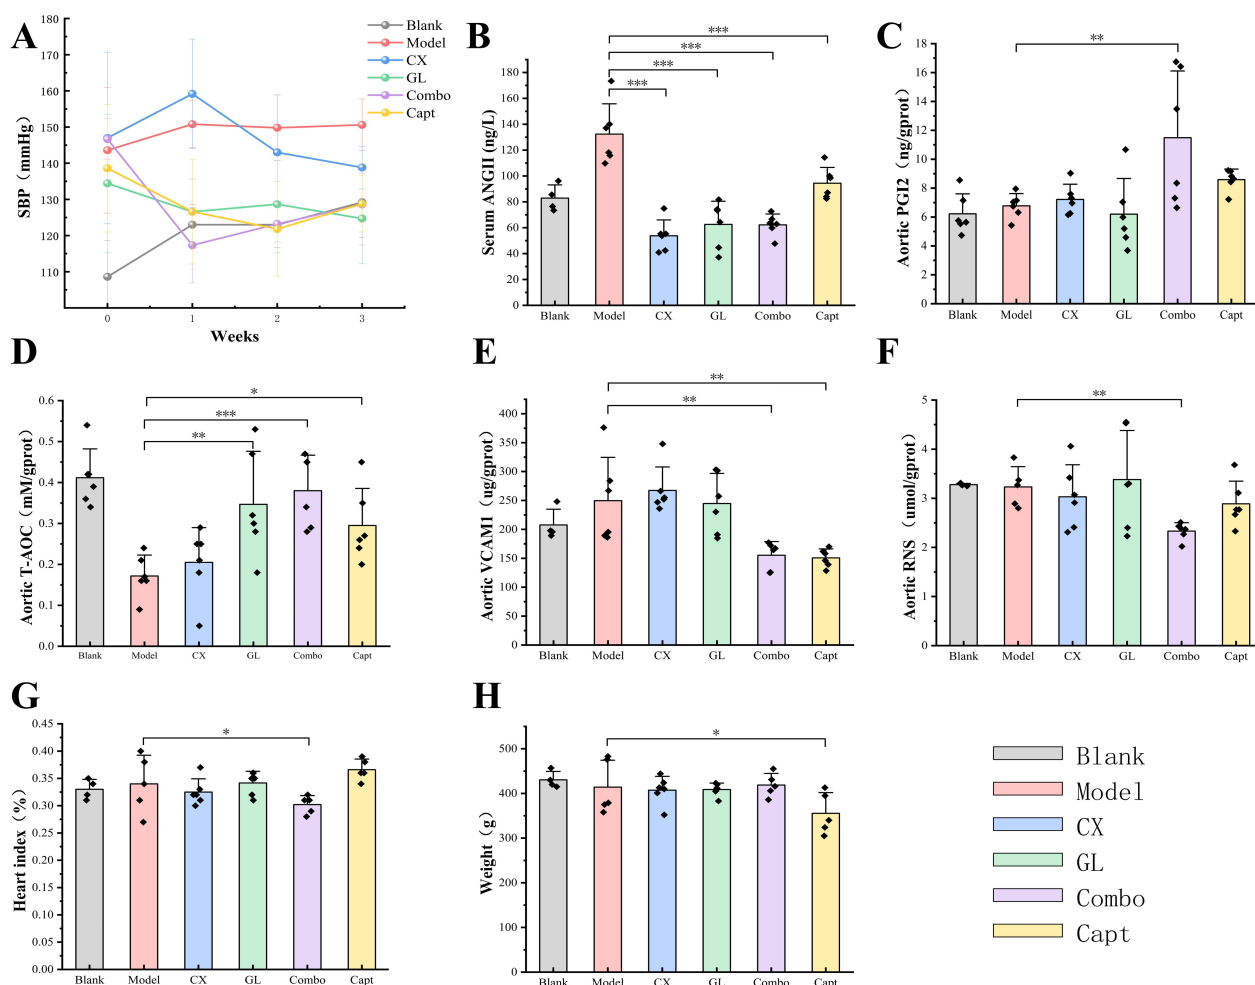 A
SBP（mmHg）
180
170
160
150
140
130
120
110
0
1
2
3
Weeks
Blank
Model
CX
GL
Combo
Capt
B
Serum ANGII (ng/L)
180
160
140
120
100
80
60
40
20
0
***
***
***
***
Blank
Model
CX
GL
Combo
Capt
C
Aortic PGI2（ng/gprot）
18
16
14
12
10
8
6
4
2
0
**
Blank
Model
CX
GL
Combo
Capt
D
Aortic T-AOC（mM/gprot）
0.6
0.5
0.4
0.3
0.2
0.1
0.0
*
***
**
Blank
Model
CX
GL
Combo
Capt
E
Aortic VCAM1（ug/gprot）
400
350
300
250
200
150
100
50
0
**
**
Blank
Model
CX
GL
Combo
Capt
F
Aortic RNS（umol/gprot）
5
4
3
2
1
0
**
Blank
Model
CX
GL
Combo
Capt
G
Heart index（%）
0.45
0.40
0.35
0.30
0.25
0.20
0.15
0.10
0.05
0.00
*
Blank
Model
CX
GL
Combo
Capt
H
Weight（g）
500
400
300
200
100
0
*
Blank
Model
CX
GL
Combo
Capt
Blank
Model
CX
GL
Combo
Capt